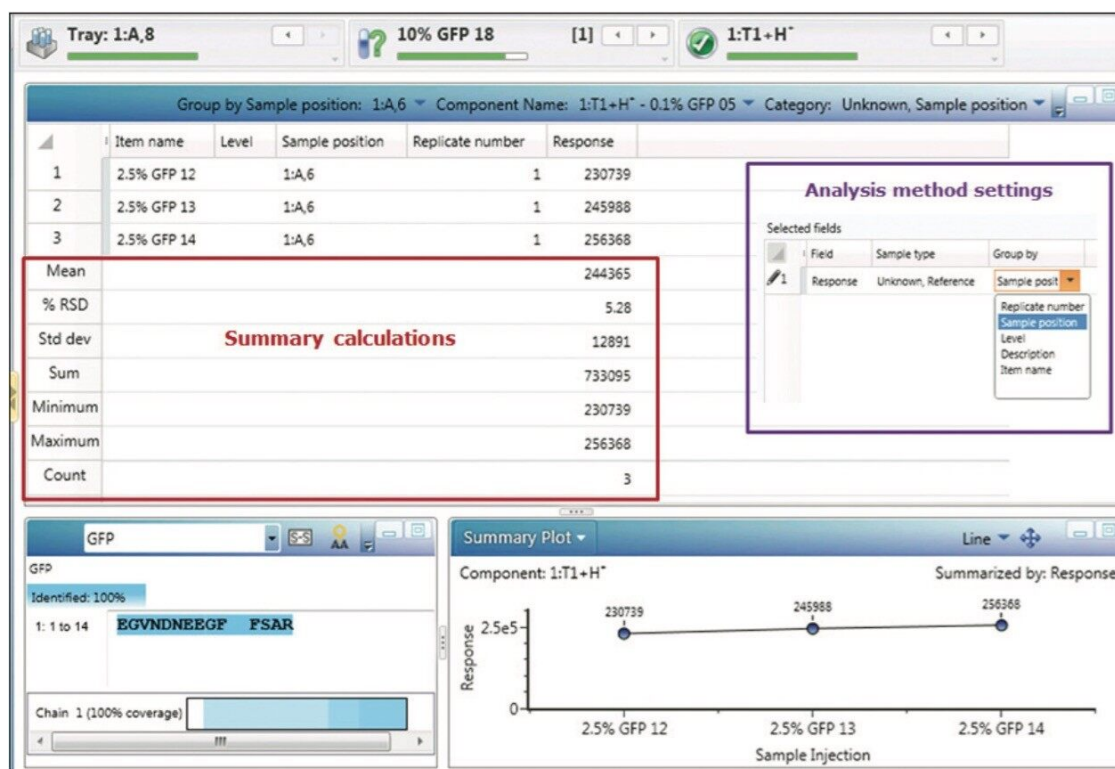 Tray: 1:A,8
10% GFP 18 [1]
1:T1+H⁺
Group by Sample position: 1:A,6 Component Name: 1:T1+H⁺ - 0.1% GFP 05 Category: Unknown, Sample position
Item name Level Sample position Replicate number Response
1 2.5% GFP 12 1:A,6 1 230739
2 2.5% GFP 13 1:A,6 1 245988
3 2.5% GFP 14 1:A,6 1 256368
Mean 244365
% RSD 5.28
Std dev 12891
Sum 733095
Minimum 230739
Maximum 256368
Count 3
Summary calculations
Analysis method settings
Selected fields
Field Sample type Group by
1 Response Unknown, Reference Sample posit
Replicate number
Sample position
Level
Description
Item name
GFP
S-S
AA
GFP
Identified: 100%
1: 1 to 14 EGVNDNEEGF FSAR
Chain 1 (100% coverage)
Summary Plot
Line
Component: 1:T1+H⁺
Summarized by: Response
230739 245988 256368
2.5e5
0
Response
2.5% GFP 12 2.5% GFP 13 2.5% GFP 14
Sample Injection